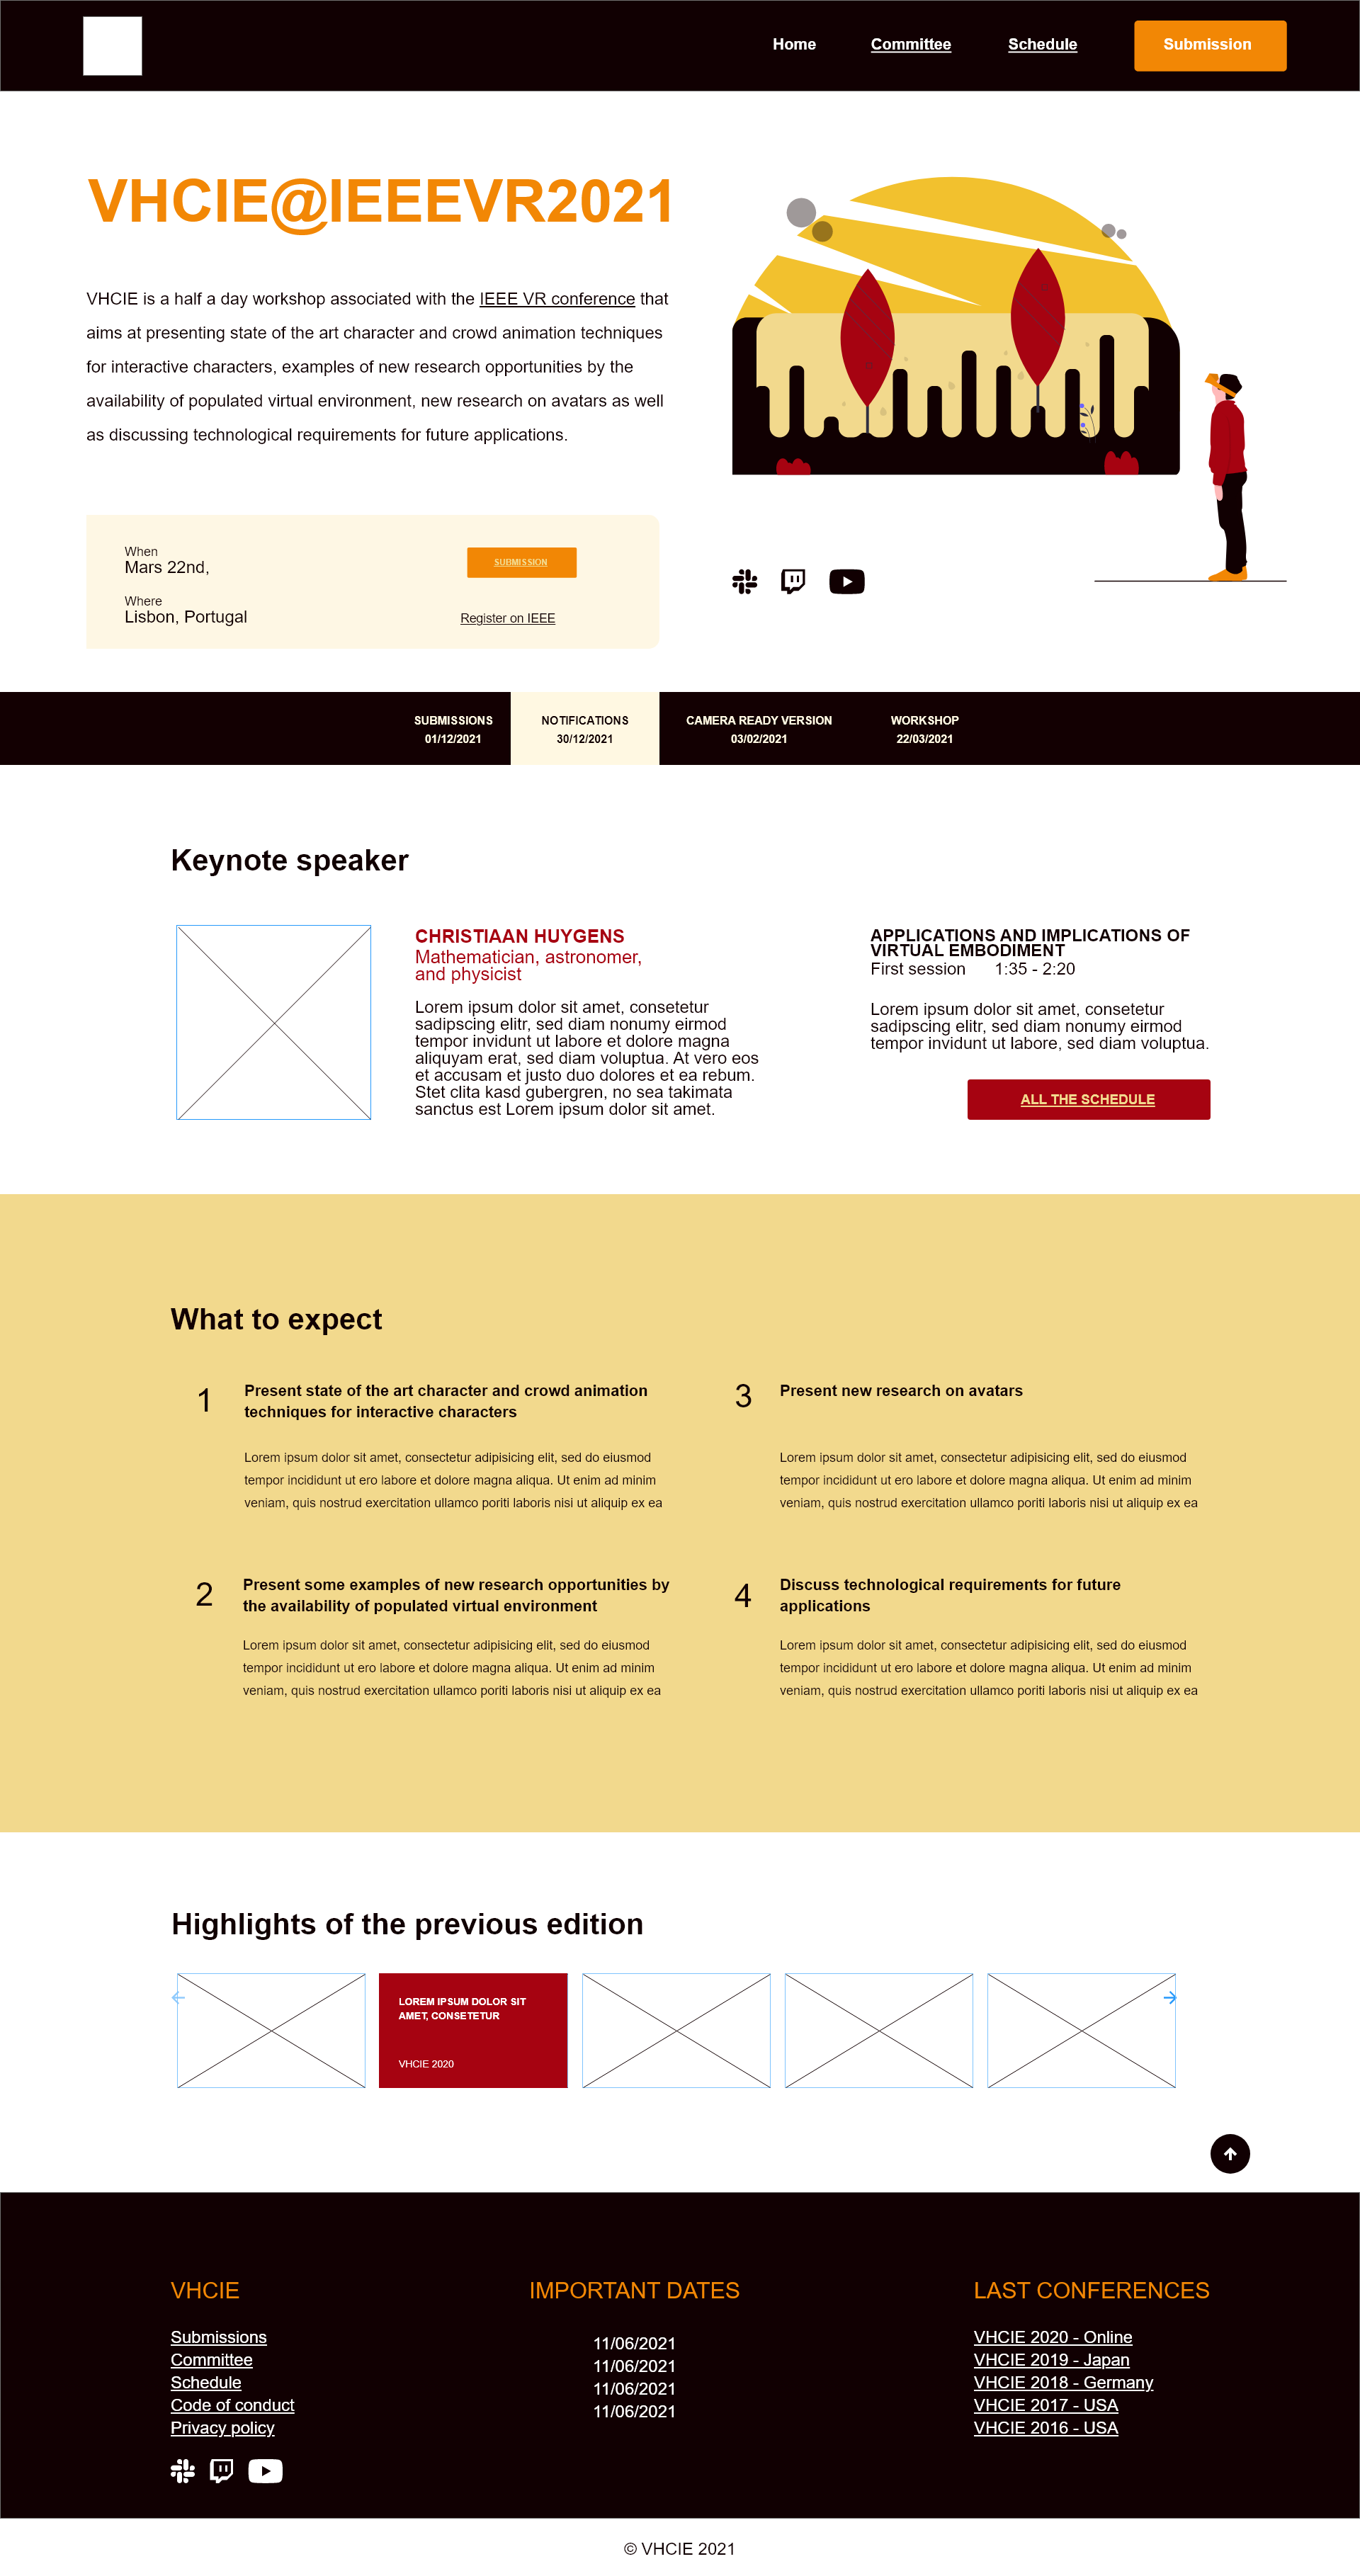 Home
Committee
Schedule
Submission
VHCIE@IEEEVR2021
VHCIE is a half a day workshop associated with the IEEE VR conference that
aims at presenting state of the art character and crowd animation techniques
for interactive characters, examples of new research opportunities by the
availability of populated virtual environment, new research on avatars as well
as discussing technological requirements for future applications.
When
Mars 22nd,
Where
Lisbon, Portugal
SUBMISSION
Register on IEEE
SUBMISSIONS
01/12/2021
NOTIFICATIONS
30/12/2021
CAMERA READY VERSION
03/02/2021
WORKSHOP
22/03/2021
Keynote speaker
CHRISTIAAN HUYGENS
Mathematician, astronomer,
and physicist
Lorem ipsum dolor sit amet, consetetur
sadipscing elitr, sed diam nonumy eirmod
tempor invidunt ut labore et dolore magna
aliquyam erat, sed diam voluptua. At vero eos
et accusam et justo duo dolores et ea rebum.
Stet clita kasd gubergren, no sea takimata
sanctus est Lorem ipsum dolor sit amet.
APPLICATIONS AND IMPLICATIONS OF
VIRTUAL EMBODIMENT
First session 1:35 - 2:20
Lorem ipsum dolor sit amet, consetetur
sadipscing elitr, sed diam nonumy eirmod
tempor invidunt ut labore, sed diam voluptua.
ALL THE SCHEDULE
What to expect
1
Present state of the art character and crowd animation
techniques for interactive characters
Lorem ipsum dolor sit amet, consectetur adipisicing elit, sed do eiusmod
tempor incididunt ut ero labore et dolore magna aliqua. Ut enim ad minim
veniam, quis nostrud exercitation ullamco poriti laboris nisi ut aliquip ex ea
2
Present some examples of new research opportunities by
the availability of populated virtual environment
Lorem ipsum dolor sit amet, consectetur adipisicing elit, sed do eiusmod
tempor incididunt ut ero labore et dolore magna aliqua. Ut enim ad minim
veniam, quis nostrud exercitation ullamco poriti laboris nisi ut aliquip ex ea
3
Present new research on avatars
Lorem ipsum dolor sit amet, consectetur adipisicing elit, sed do eiusmod
tempor incididunt ut ero labore et dolore magna aliqua. Ut enim ad minim
veniam, quis nostrud exercitation ullamco poriti laboris nisi ut aliquip ex ea
4
Discuss technological requirements for future
applications
Lorem ipsum dolor sit amet, consectetur adipisicing elit, sed do eiusmod
tempor incididunt ut ero labore et dolore magna aliqua. Ut enim ad minim
veniam, quis nostrud exercitation ullamco poriti laboris nisi ut aliquip ex ea
Highlights of the previous edition
LOREM IPSUM DOLOR SIT
AMET, CONSETETUR
VHCIE 2020
VHCIE
Submissions
Committee
Schedule
Code of conduct
Privacy policy
IMPORTANT DATES
11/06/2021
11/06/2021
11/06/2021
11/06/2021
LAST CONFERENCES
VHCIE 2020 - Online
VHCIE 2019 - Japan
VHCIE 2018 - Germany
VHCIE 2017 - USA
VHCIE 2016 - USA
© VHCIE 2021